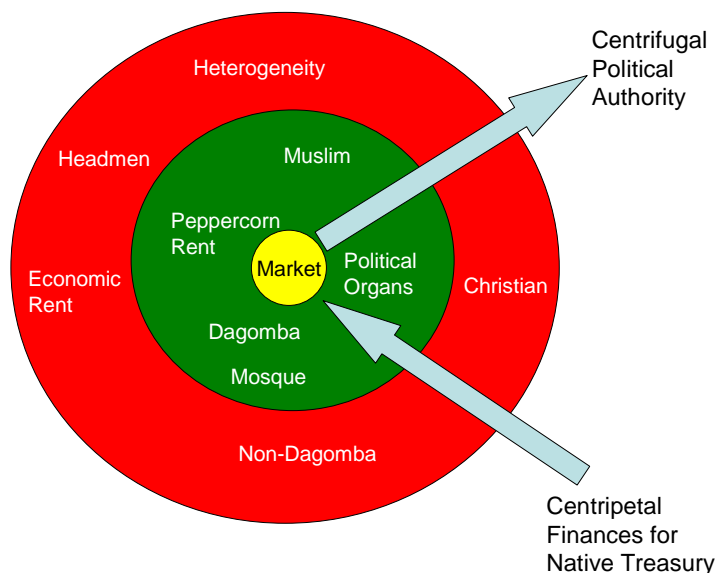 Centrifugal
Political
Authority
Heterogeneity
Headmen
Muslim
Peppercorn
Rent
Economic
Rent
Market
Political
Organs
Christian
Dagomba
Mosque
Non-Dagomba
Centripetal
Finances for
Native Treasury